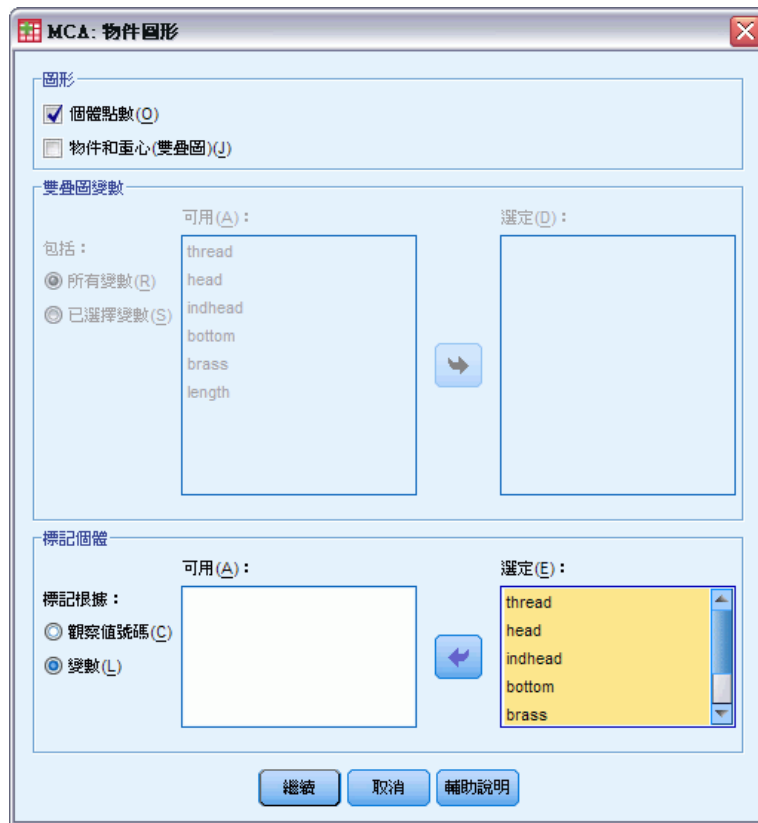 MCA: 物件圖形
圖形
個體點數(O)
物件和重心(雙疊圖)(J)
雙疊圖變數
可用(A):
選定(D):
包括:
所有變數(R)
已選擇變數(S)
thread
head
indhead
bottom
brass
length
標記個體
可用(A):
選定(E):
標記根據:
觀察值號碼(C)
變數(L)
thread
head
indhead
bottom
brass
繼續
取消
輔助說明